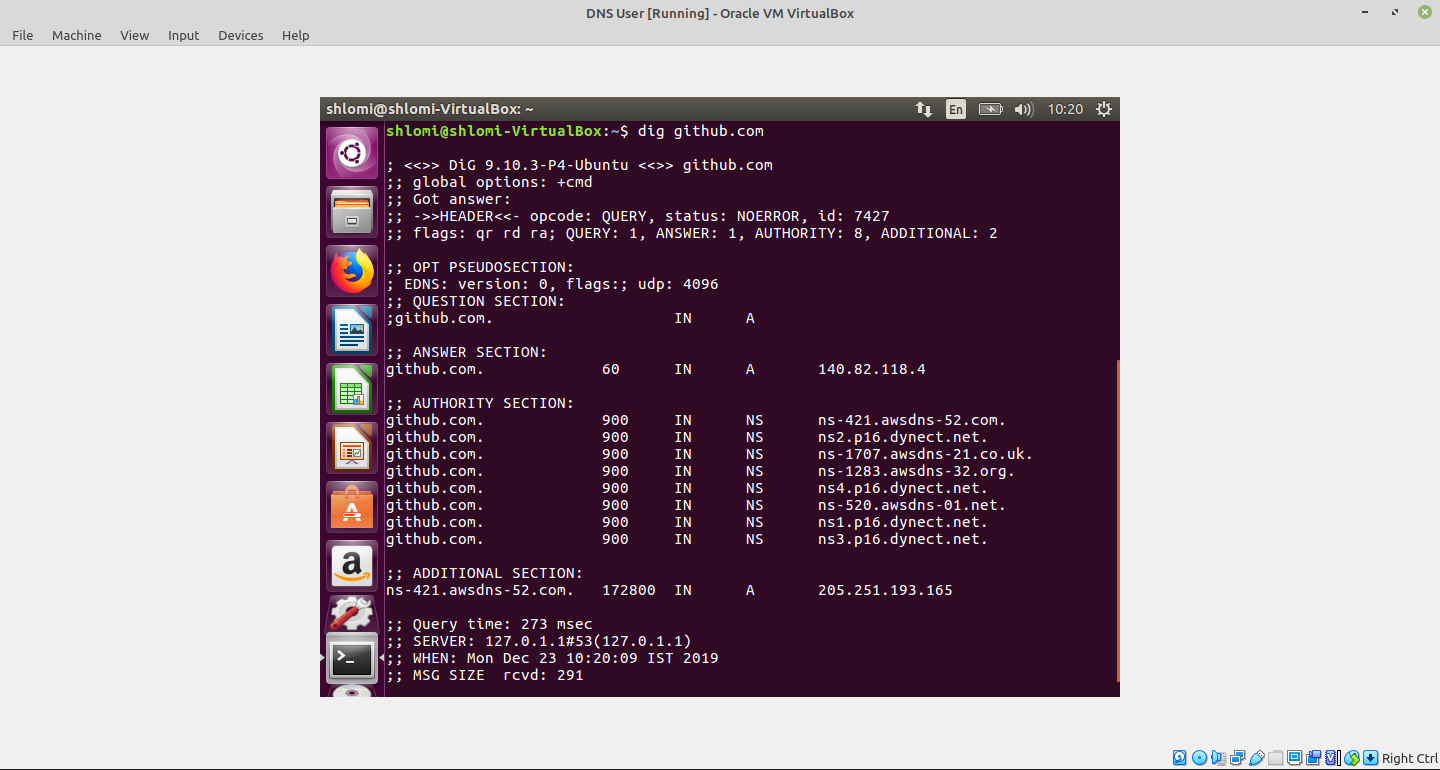 DNS User [Running] - Oracle VM VirtualBox
File Machine View Input Devices Help
shlomi@shlomi-VirtualBox: ~
En 10:20
shlomi@shlomi-VirtualBox:~$ dig github.com
; <<>> DiG 9.10.3-P4-Ubuntu <<>> github.com
;; global options: +cmd
;; Got answer:
;; ->>HEADER<<- opcode: QUERY, status: NOERROR, id: 7427
;; flags: qr rd ra; QUERY: 1, ANSWER: 1, AUTHORITY: 8, ADDITIONAL: 2
;; OPT PSEUDOSECTION:
; EDNS: version: 0, flags:; udp: 4096
;; QUESTION SECTION:
;github.com. IN A
;; ANSWER SECTION:
github.com. 60 IN A 140.82.118.4
;; AUTHORITY SECTION:
github.com. 900 IN NS ns-421.awsdns-52.com.
github.com. 900 IN NS ns2.p16.dynect.net.
github.com. 900 IN NS ns-1707.awsdns-21.co.uk.
github.com. 900 IN NS ns-1283.awsdns-32.org.
github.com. 900 IN NS ns4.p16.dynect.net.
github.com. 900 IN NS ns-520.awsdns-01.net.
github.com. 900 IN NS ns1.p16.dynect.net.
github.com. 900 IN NS ns3.p16.dynect.net.
;; ADDITIONAL SECTION:
ns-421.awsdns-52.com. 172800 IN A 205.251.193.165
;; Query time: 273 msec
;; SERVER: 127.0.1.1#53(127.0.1.1)
;; WHEN: Mon Dec 23 10:20:09 IST 2019
;; MSG SIZE rcvd: 291
Right Ctrl